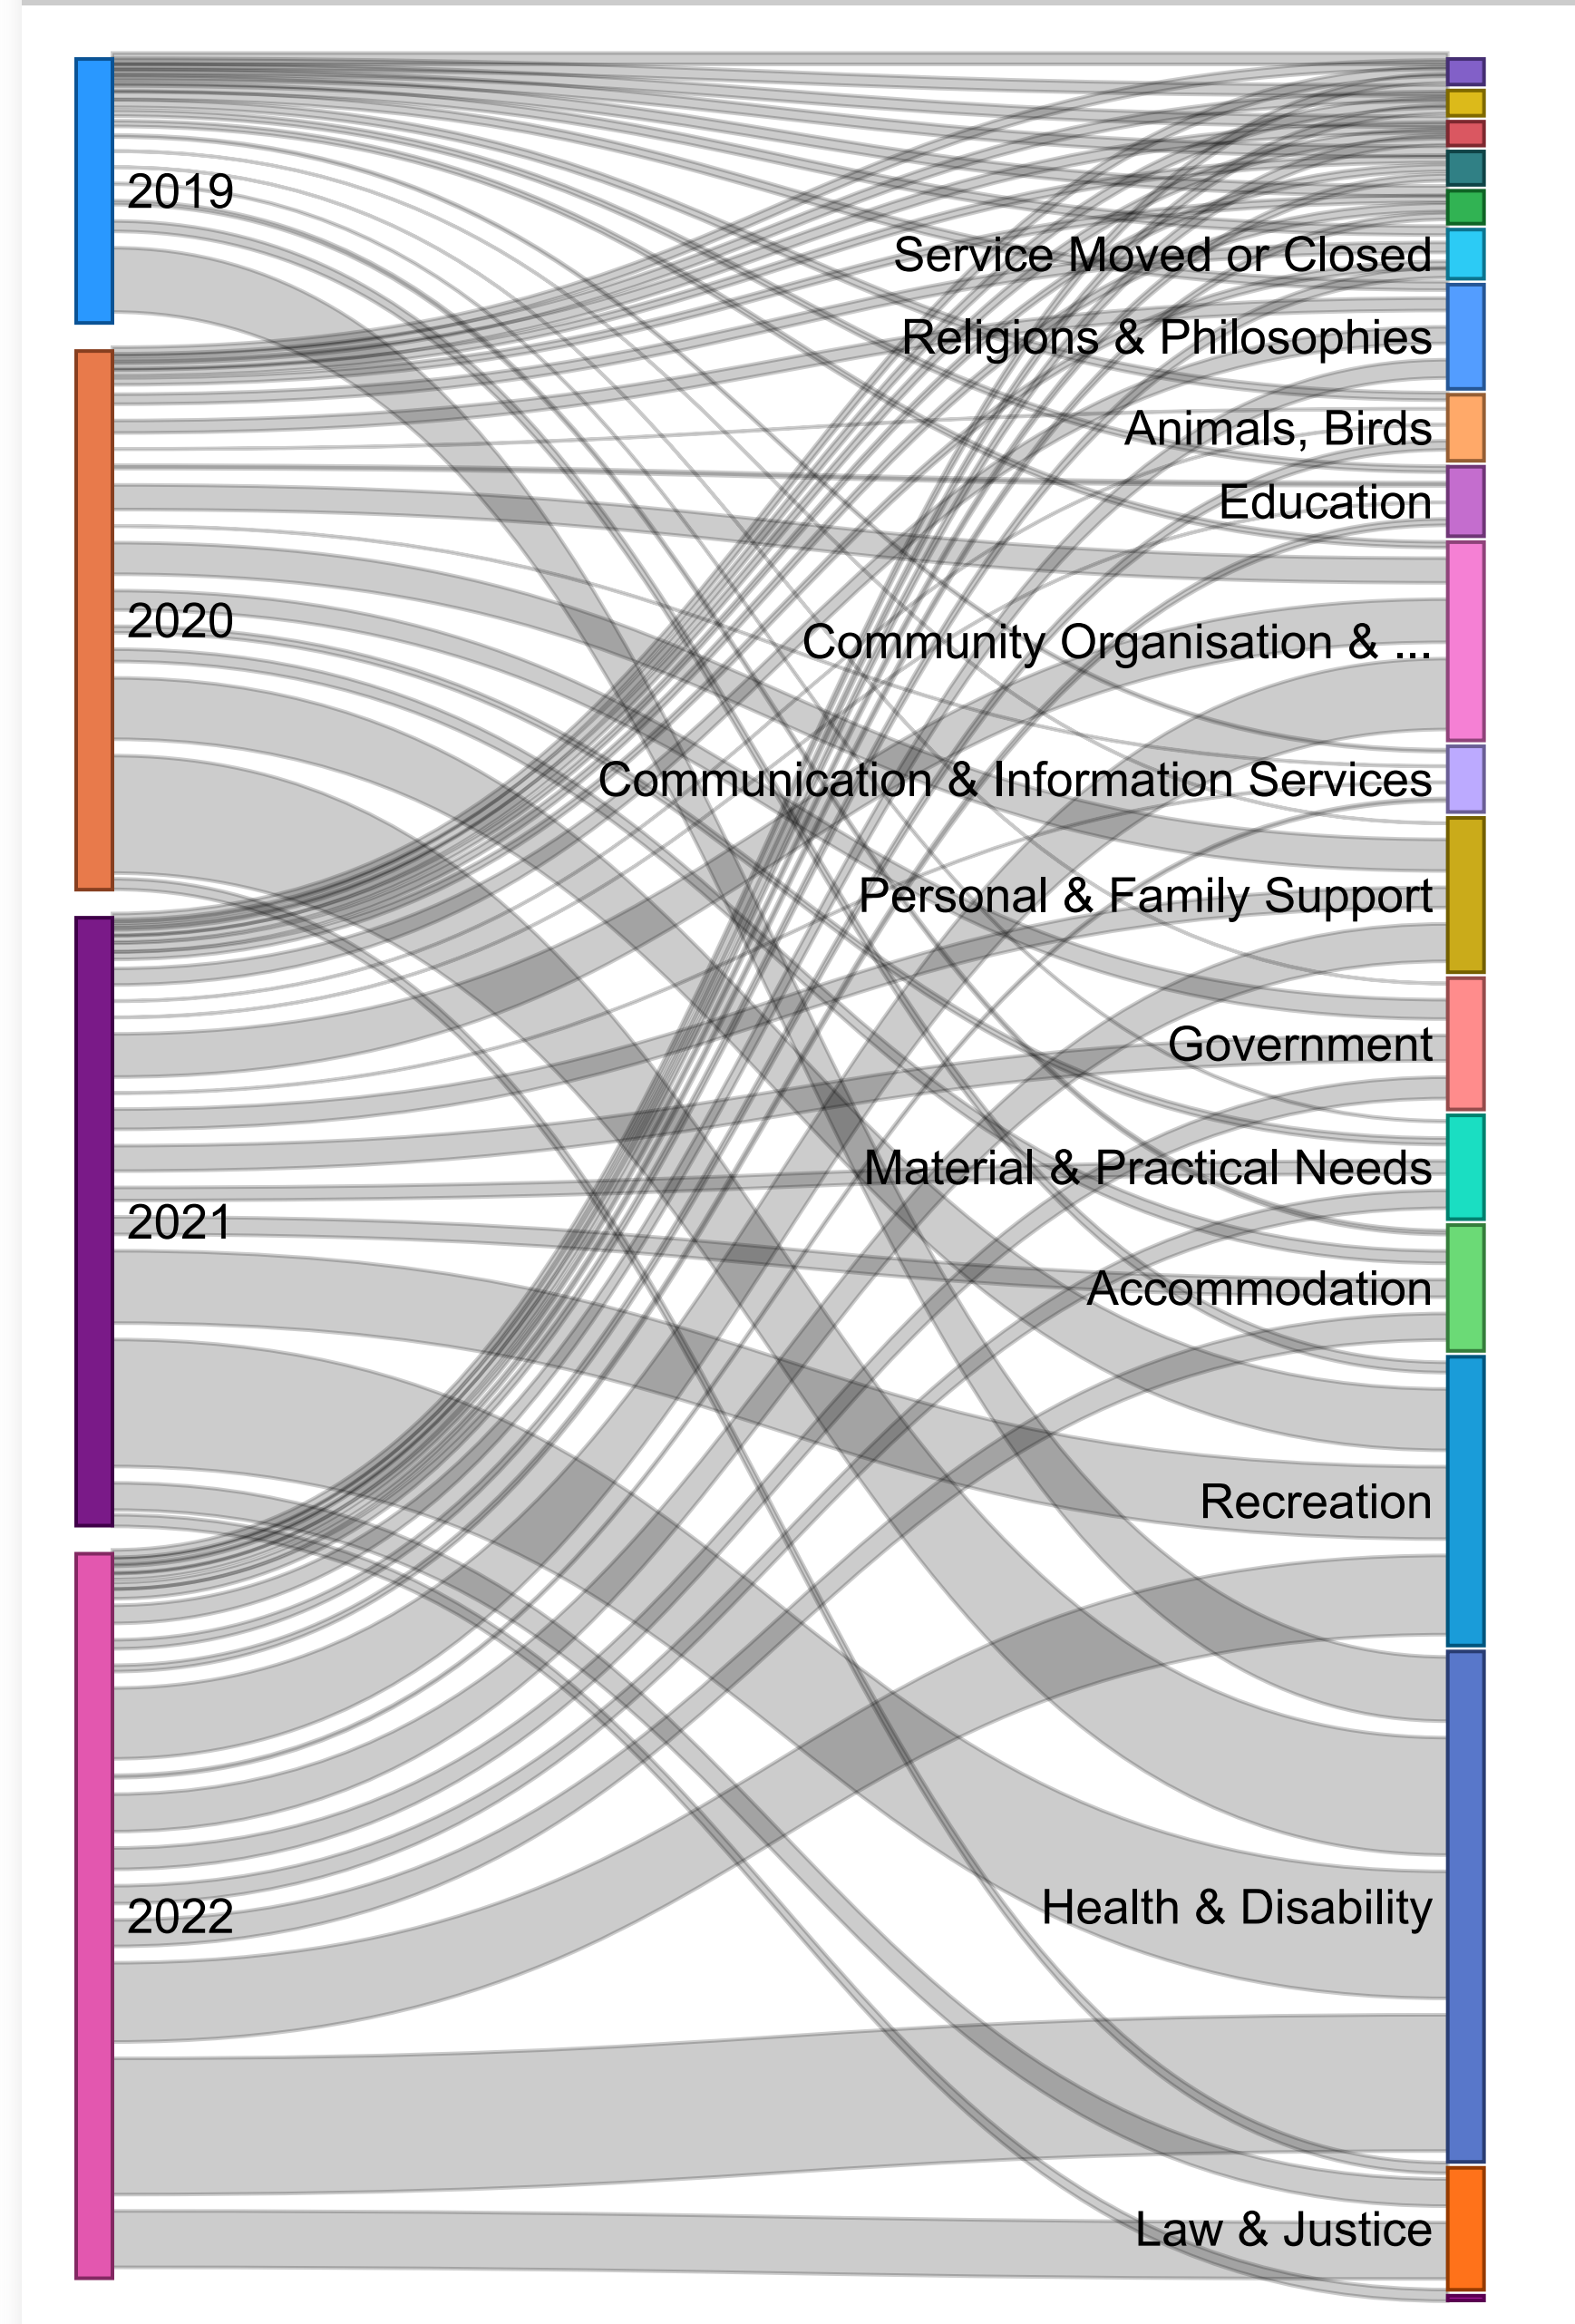 2019
2020
2021
2022
Service Moved or Closed
Religions & Philosophies
Animals, Birds
Education
Community Organisation & ...
Communication & Information Services
Personal & Family Support
Government
Material & Practical Needs
Accommodation
Recreation
Health & Disability
Law & Justice